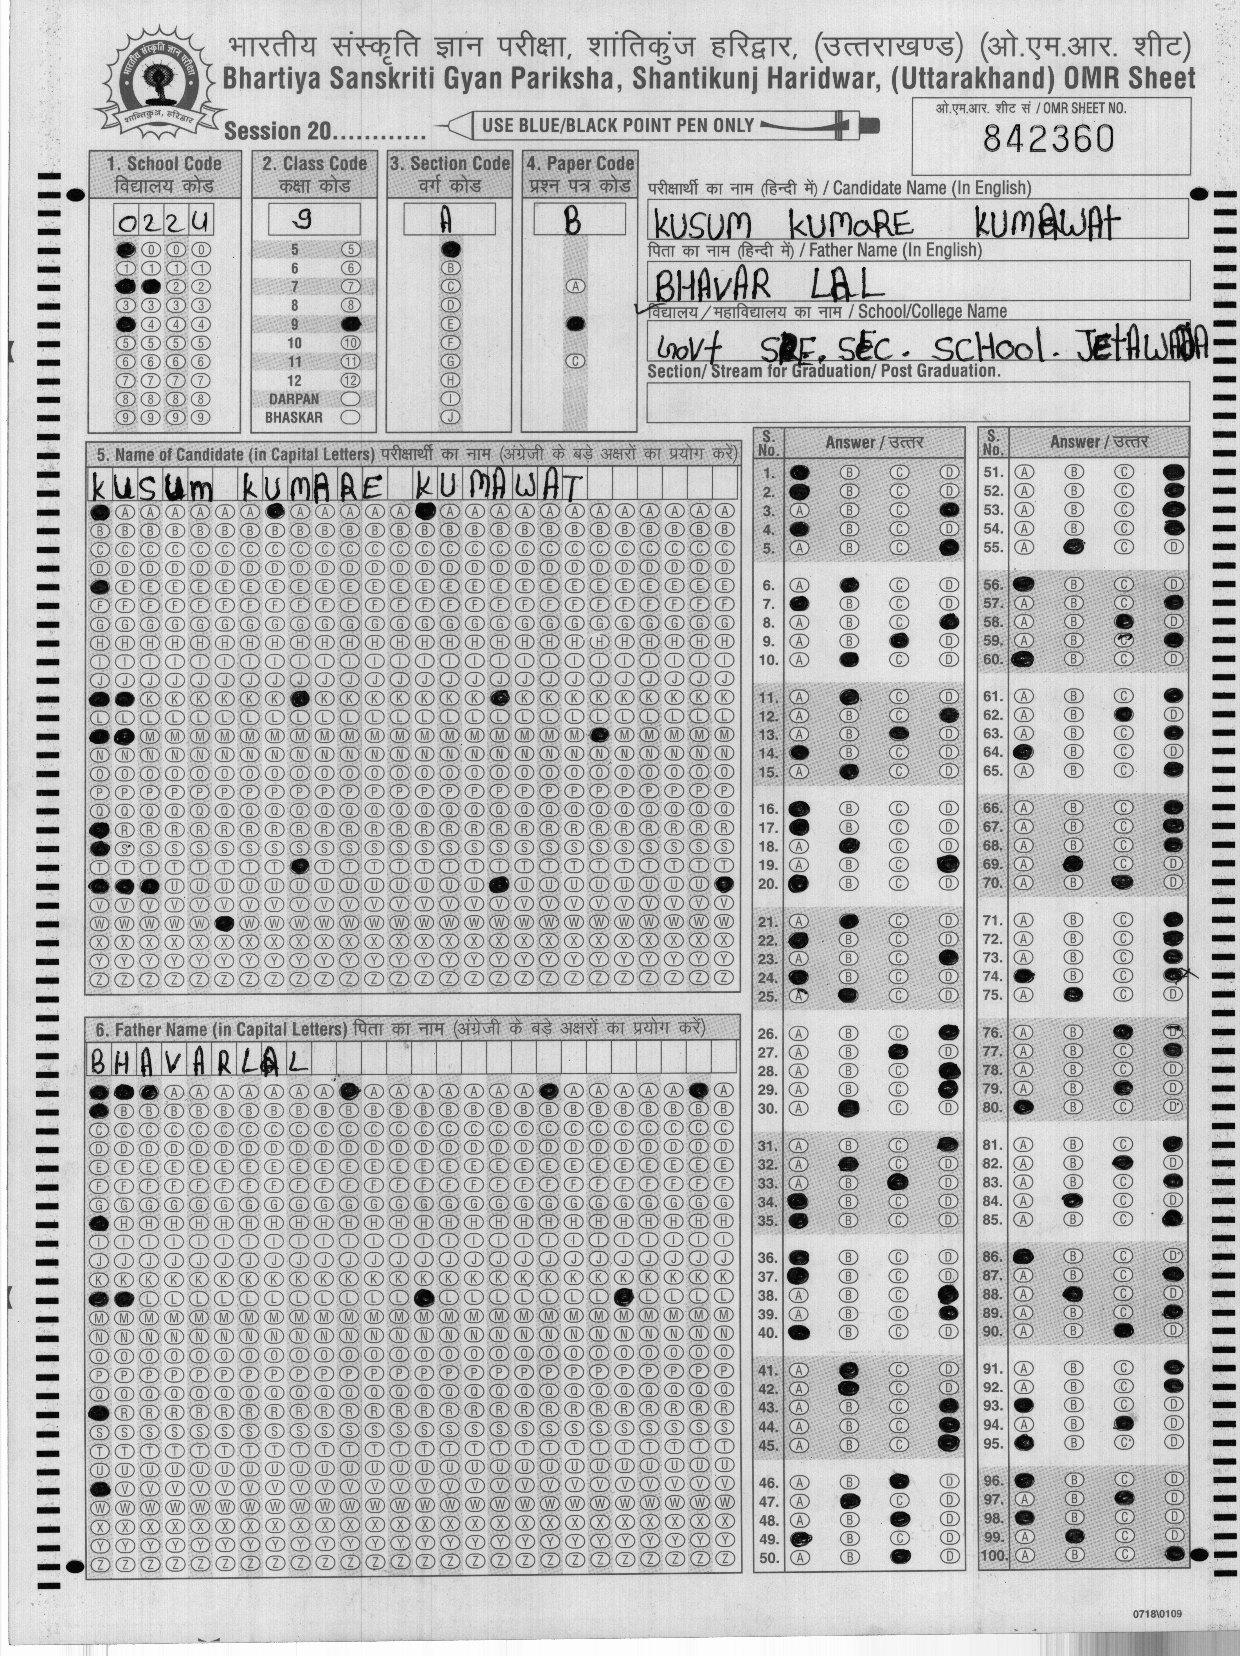 भारतीय संस्कृति ज्ञान परीक्षा, शांतिकुंज हरिद्वार, (उत्तराखण्ड) (ओ.एम.आर. शीट)
Bhartiya Sanskriti Gyan Pariksha, Shantikunj Haridwar, (Uttarakhand) OMR Sheet
Session 20............
USE BLUE/BLACK POINT PEN ONLY
ओ.एम.आर. शीट सं / OMR SHEET NO.
842360
1. School Code
विद्यालय कोड
0224
2. Class Code
कक्षा कोड
9
5
6
7
8
9
10
11
12
DARPAN
BHASKAR
3. Section Code
वर्ग कोड
A
4. Paper Code
प्रश्न पत्र कोड
B
परीक्षार्थी का नाम (हिन्दी में) / Candidate Name (In English)
KUSUM KUMARE KUMAWAt
पिता का नाम (हिन्दी में) / Father Name (In English)
BHAVAR LAL
विद्यालय / महाविद्यालय का नाम / School/College Name
Govt SRE. SEC. SCHOOL. JEtAWADA
Section/ Stream for Graduation/ Post Graduation.
5. Name of Candidate (in Capital Letters) परीक्षार्थी का नाम (अंग्रेजी के बड़े अक्षरों का प्रयोग करें)
KUSUM KUMARE KUMAWAT
6. Father Name (in Capital Letters) पिता का नाम (अंग्रेजी के बड़े अक्षरों का प्रयोग करें)
BHAVARLAL
S. No. Answer / उत्तर
S. No. Answer / उत्तर
0718\0109